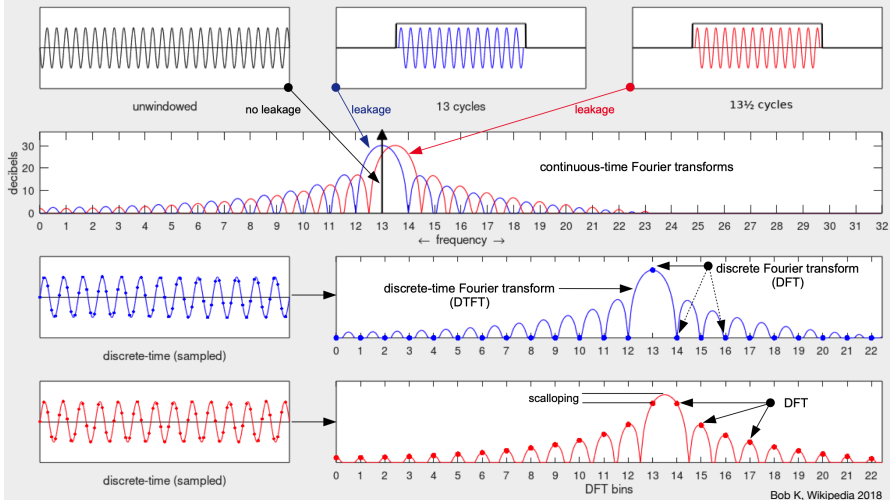 unwindowed
13 cycles
13½ cycles
no leakage
leakage
leakage
decibels
30
20
10
0
continuous-time Fourier transforms
0 1 2 3 4 5 6 7 8 9 10 11 12 13 14 15 16 17 18 19 20 21 22 23 24 25 26 27 28 29 30 31 32
← frequency →
discrete-time Fourier transform
(DTFT)
discrete Fourier transform
(DFT)
0 1 2 3 4 5 6 7 8 9 10 11 12 13 14 15 16 17 18 19 20 21 22
discrete-time (sampled)
scalloping
DFT
0 1 2 3 4 5 6 7 8 9 10 11 12 13 14 15 16 17 18 19 20 21 22
discrete-time (sampled)
DFT bins
Bob K, Wikipedia 2018